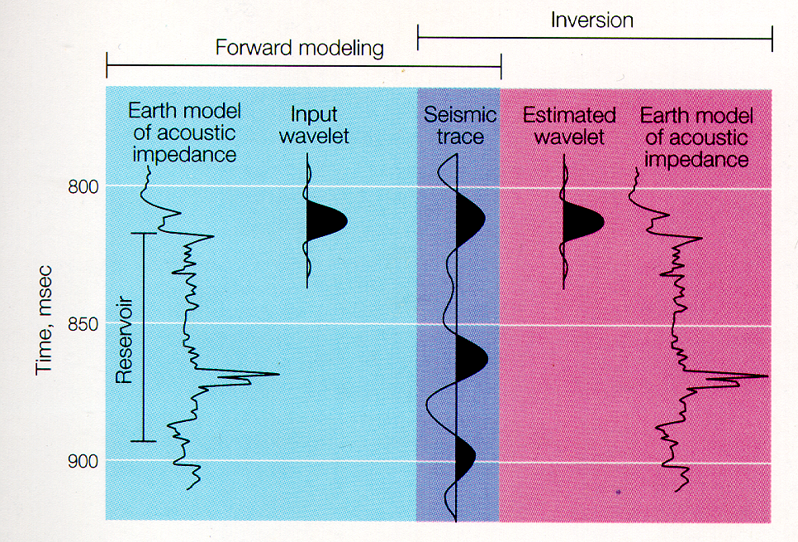 Inversion
Forward modeling
Earth model
of acoustic
impedance
Input
wavelet
Seismic
trace
Estimated
wavelet
Earth model
of acoustic
impedance
Time, msec
800
850
900
Reservoir